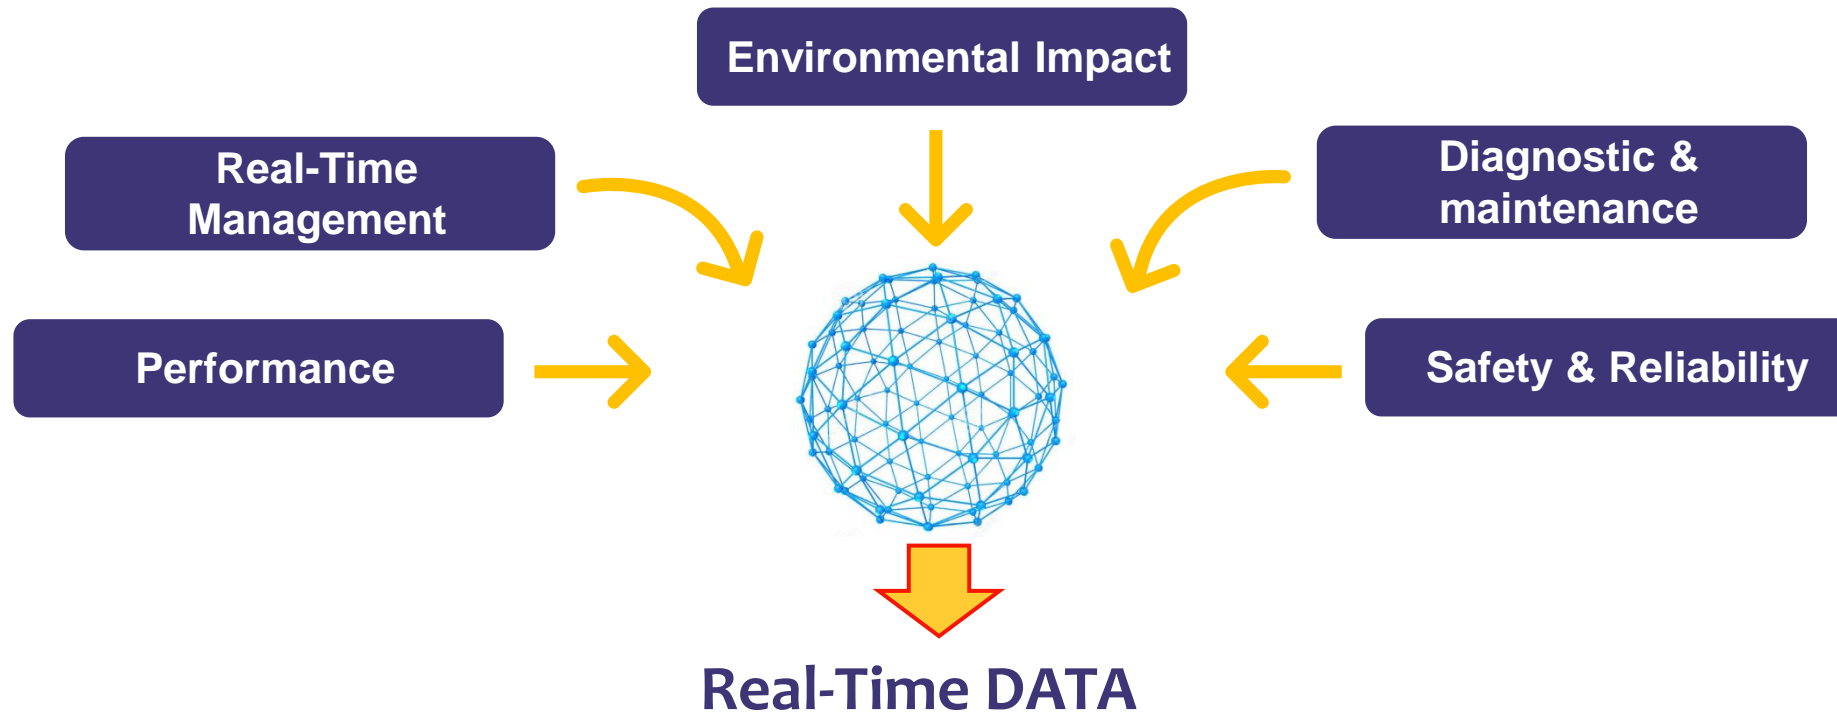 Environmental Impact
Real-Time
Management
Diagnostic &
maintenance
Performance
Safety & Reliability
Real-Time DATA